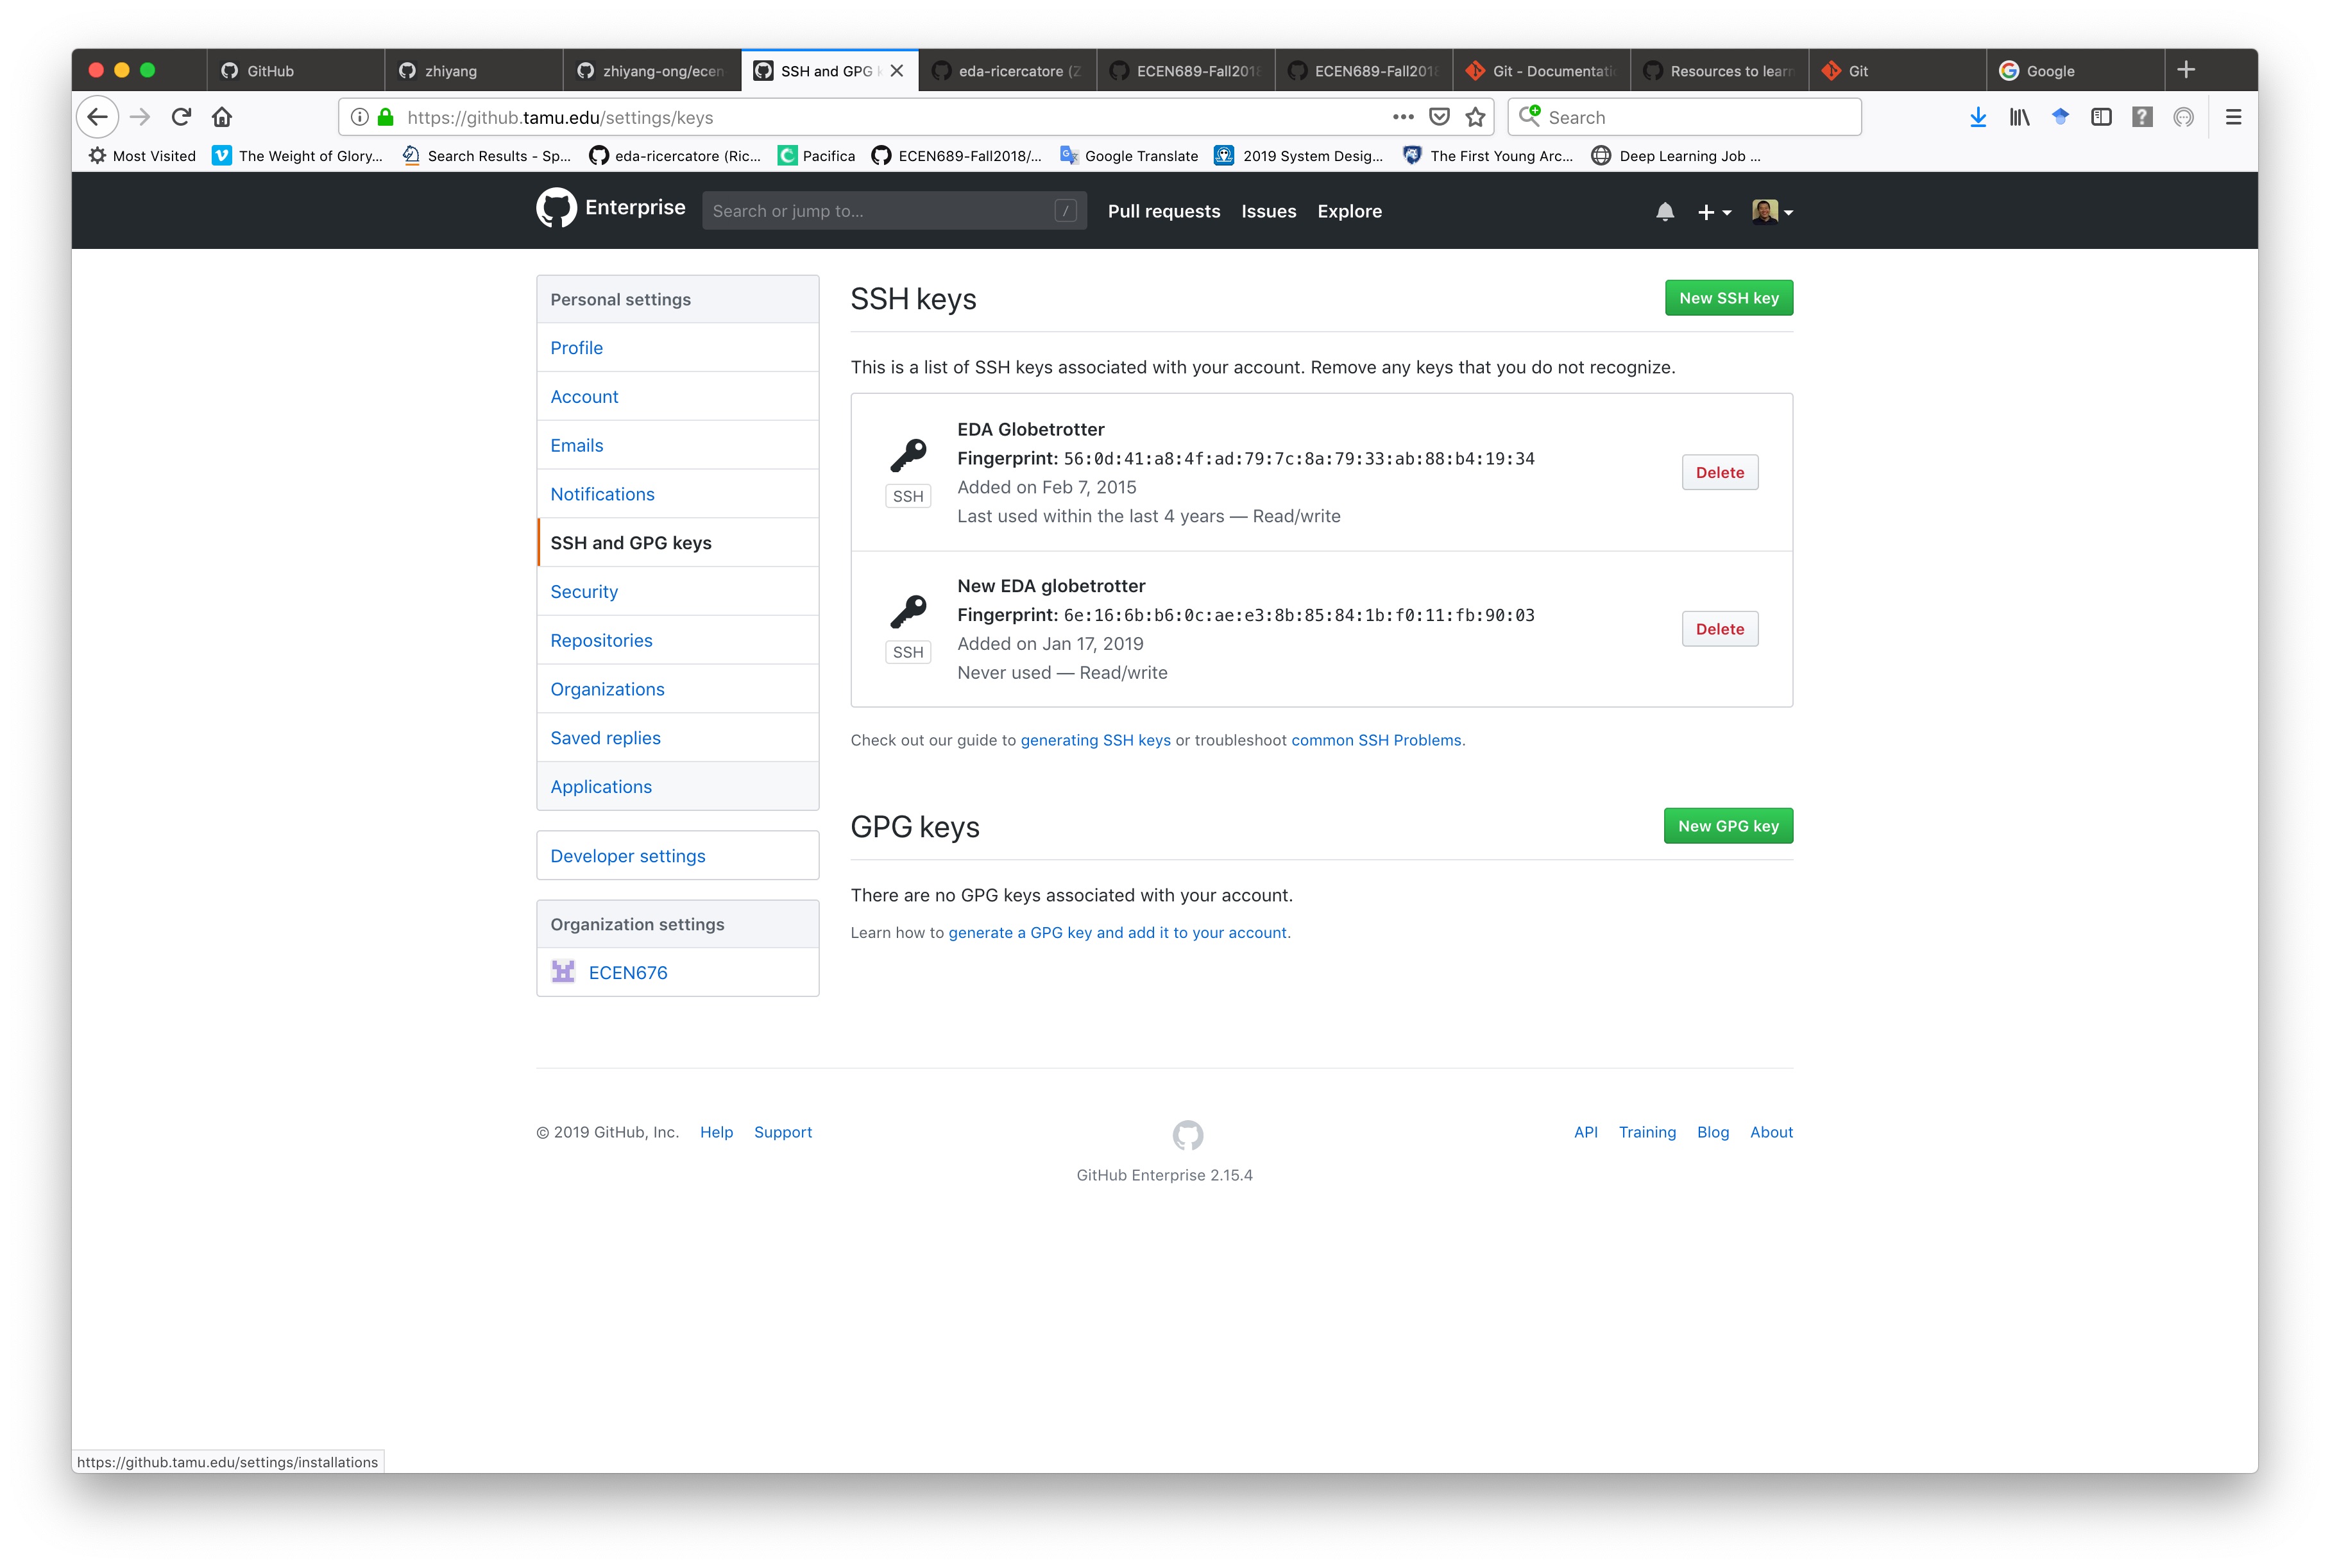 GitHub
zhiyang
zhiyang-ong/ecen
SSH and GPG k
eda-ricercatore (Z
ECEN689-Fall2018
ECEN689-Fall2018
Git - Documentatio
Resources to learn
Git
Google
https://github.tamu.edu/settings/keys
Search
Most Visited
The Weight of Glory...
Search Results - Sp...
eda-ricercatore (Ric...
Pacifica
ECEN689-Fall2018/...
Google Translate
2019 System Desig...
The First Young Arc...
Deep Learning Job ...
Enterprise
Search or jump to...
/
Pull requests
Issues
Explore
Personal settings
Profile
Account
Emails
Notifications
SSH and GPG keys
Security
Repositories
Organizations
Saved replies
Applications
Developer settings
Organization settings
ECEN676
SSH keys
New SSH key
This is a list of SSH keys associated with your account. Remove any keys that you do not recognize.
EDA Globetrotter
Fingerprint: 56:0d:41:a8:4f:ad:79:7c:8a:79:33:ab:88:b4:19:34
Added on Feb 7, 2015
Last used within the last 4 years — Read/write
SSH
Delete
New EDA globetrotter
Fingerprint: 6e:16:6b:b6:0c:ae:e3:8b:85:84:1b:f0:11:fb:90:03
Added on Jan 17, 2019
Never used — Read/write
SSH
Delete
Check out our guide to generating SSH keys or troubleshoot common SSH Problems.
GPG keys
New GPG key
There are no GPG keys associated with your account.
Learn how to generate a GPG key and add it to your account.
© 2019 GitHub, Inc.
Help
Support
GitHub Enterprise 2.15.4
API
Training
Blog
About
https://github.tamu.edu/settings/installations